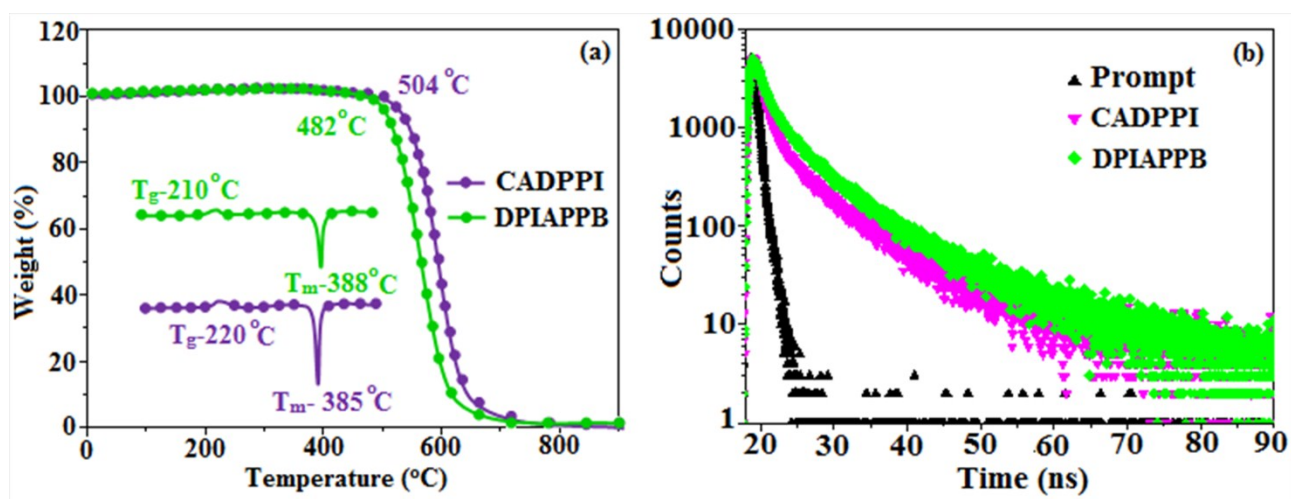 (a)
120
100
80
60
40
20
0
Weight (%)
504 °C
482°C
Tg-210°C
Tm-388°C
Tg-220°C
Tm- 385°C
CADPPI
DPIAPPB
0 200 400 600 800
Temperature (°C)
(b)
10000
1000
100
10
1
Counts
Prompt
CADPPI
DPIAPPB
20 30 40 50 60 70 80 90
Time (ns)